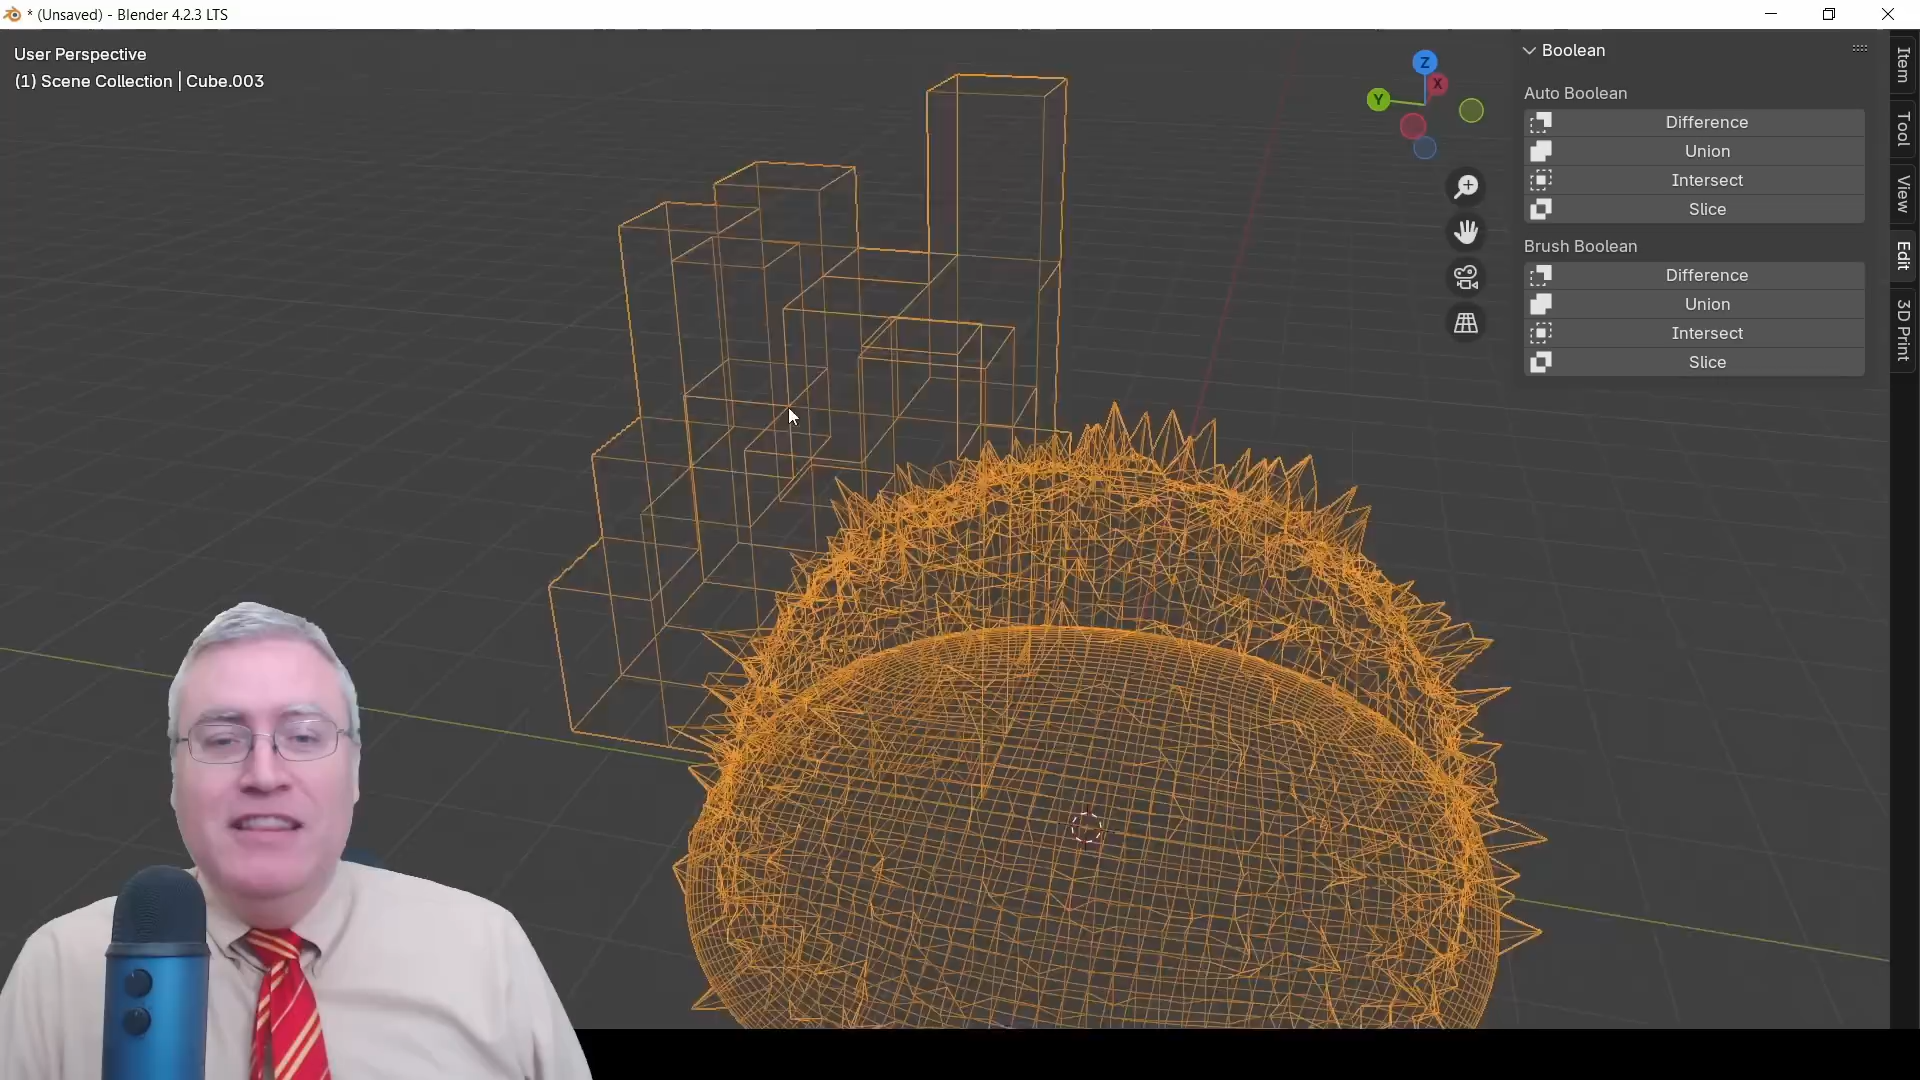 * (Unsaved) - Blender 4.2.3 LTS
User Perspective
(1) Scene Collection | Cube.003
Z
X
Y
Boolean
Auto Boolean
Difference
Union
Intersect
Slice
Brush Boolean
Difference
Union
Intersect
Slice
Item
Tool
View
Edit
3D Print